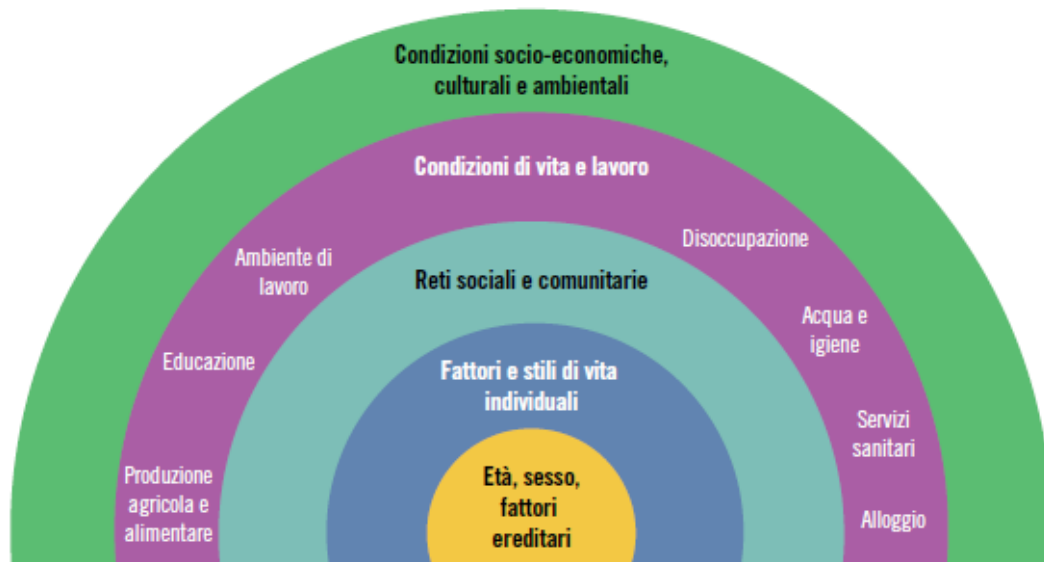 Condizioni socio-economiche,
culturali e ambientali
Condizioni di vita e lavoro
Disoccupazione
Ambiente di
lavoro
Reti sociali e comunitarie
Acqua e
igiene
Educazione
Fattori e stili di vita
individuali
Servizi
sanitari
Produzione
agricola e
alimentare
Età, sesso,
fattori
ereditari
Alloggio